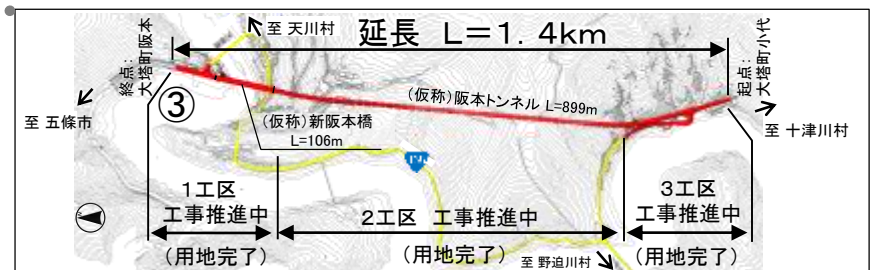 延長 L＝1.4km
至 天川村
終点：
大塔町阪本
起点：
大塔町小代
③
至 五條市
(仮称)阪本トンネル L=899m
至 十津川村
(仮称)新阪本橋
L=106m
1工区
工事推進中
(用地完了)
2工区 工事推進中
(用地完了)
3工区
工事推進中
(用地完了)
至 野迫川村